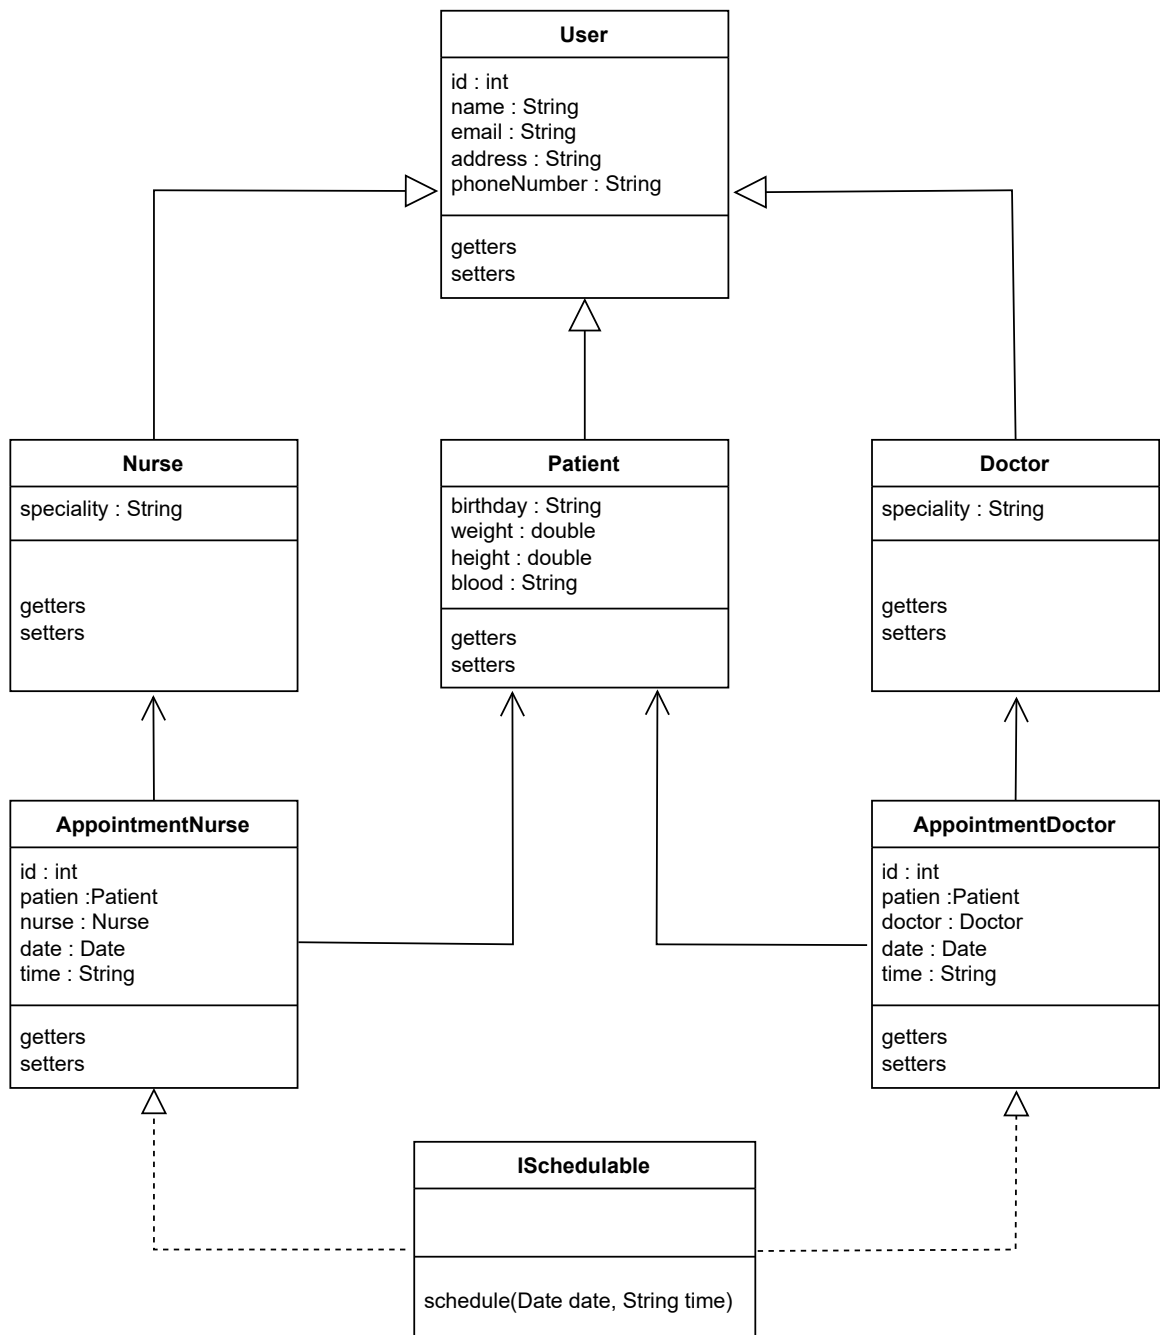 User
id : int
name : String
email : String
address : String
phoneNumber : String
getters
setters
Nurse
speciality : String
getters
setters
Patient
birthday : String
weight : double
height : double
blood : String
getters
setters
Doctor
speciality : String
getters
setters
AppointmentNurse
id : int
patien :Patient
nurse : Nurse
date : Date
time : String
getters
setters
AppointmentDoctor
id : int
patien :Patient
doctor : Doctor
date : Date
time : String
getters
setters
ISchedulable
schedule(Date date, String time)